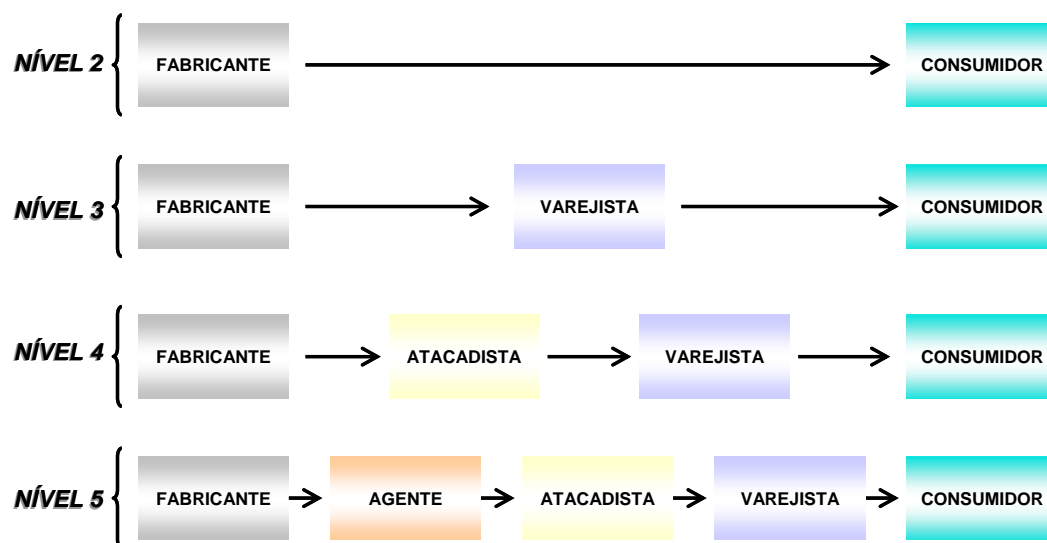 NÍVEL 2 FABRICANTE CONSUMIDOR
NÍVEL 3 FABRICANTE VAREJISTA CONSUMIDOR
NÍVEL 4 FABRICANTE ATACADISTA VAREJISTA CONSUMIDOR
NÍVEL 5 FABRICANTE AGENTE ATACADISTA VAREJISTA CONSUMIDOR